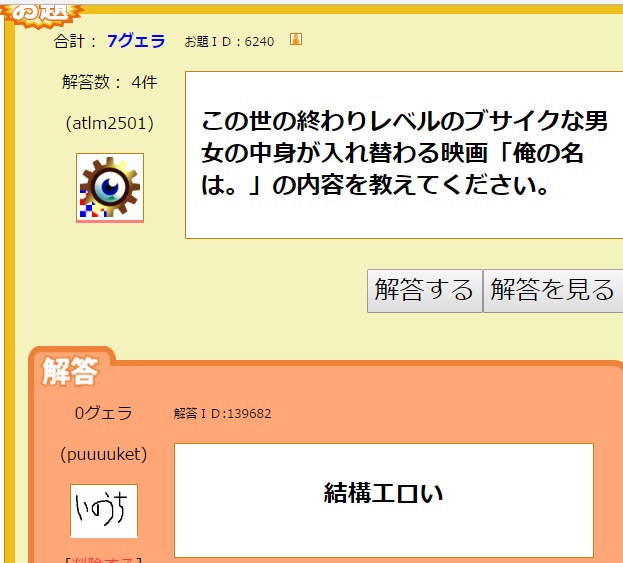 お題
合計： 7グェラ お題ＩＤ：6240
解答数： 4件
(atlm2501)
この世の終わりレベルのブサイクな男
女の中身が入れ替わる映画「俺の名
は。」の内容を教えてください。
解答する 解答を見る
解答
0グェラ 解答ＩＤ:139682
(puuuuket)
結構エロい
いのうち
[削除する]